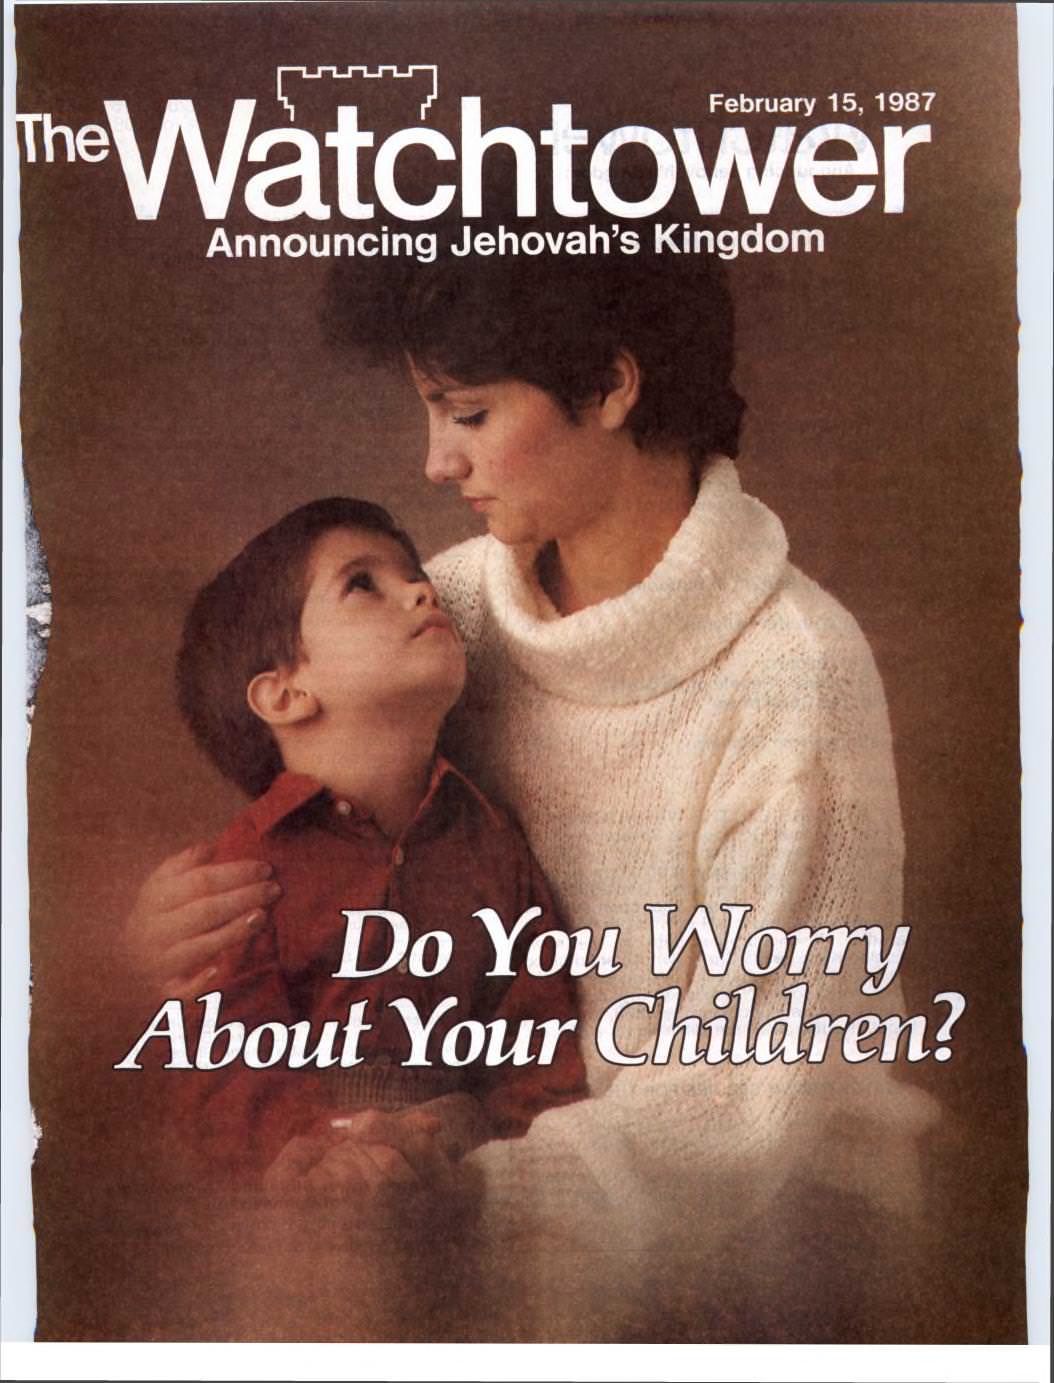 February 15, 1987
The Watchtower
Announcing Jehovah's Kingdom
Do You Worry
About Your Children?